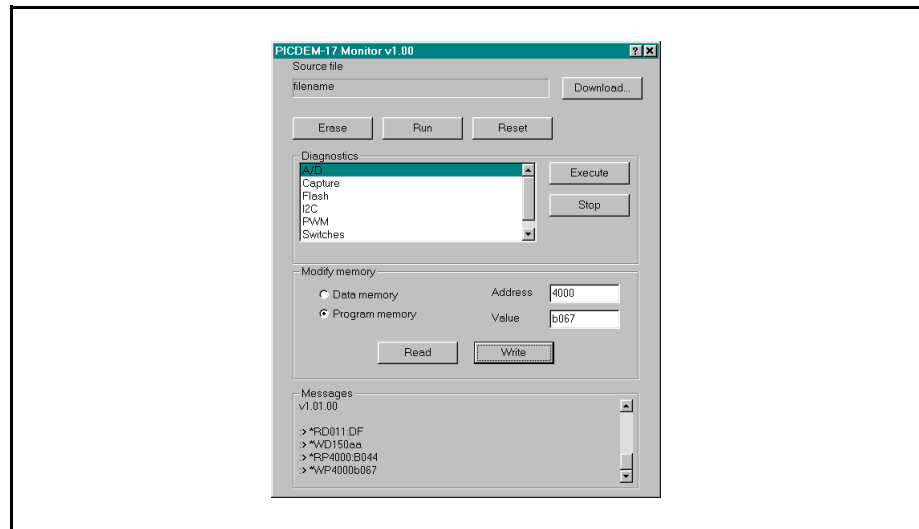 PICDEM-17 Monitor v1.00
Source file
filename
Download...
Erase Run Reset
Diagnostics
A/D
Capture
Flash
I2C
PWM
Switches
Execute
Stop
Modify memory
Data memory
Program memory
Address 4000
Value b067
Read Write
Messages
v1.01.00
:> *RD011:DF
:> *WD150aa
:> *RP4000:B044
:> *WP4000b067